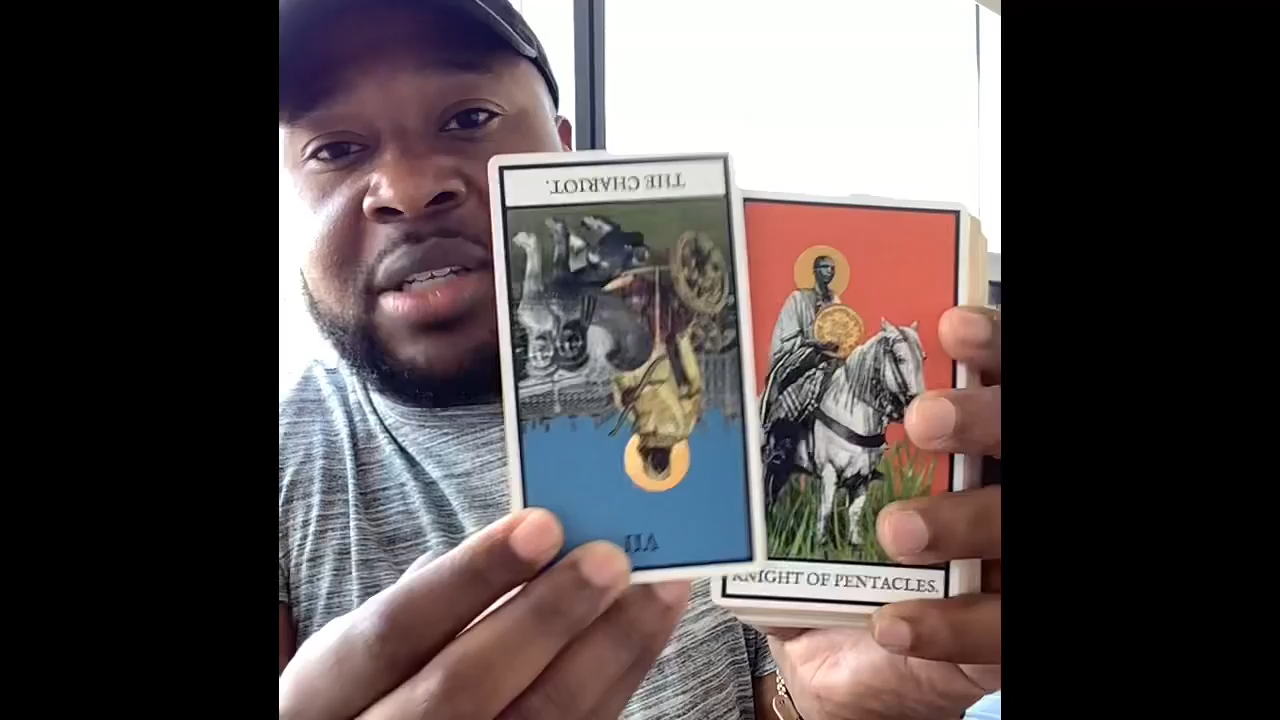 THE CHARIOT.
VII
KNIGHT OF PENTACLES.